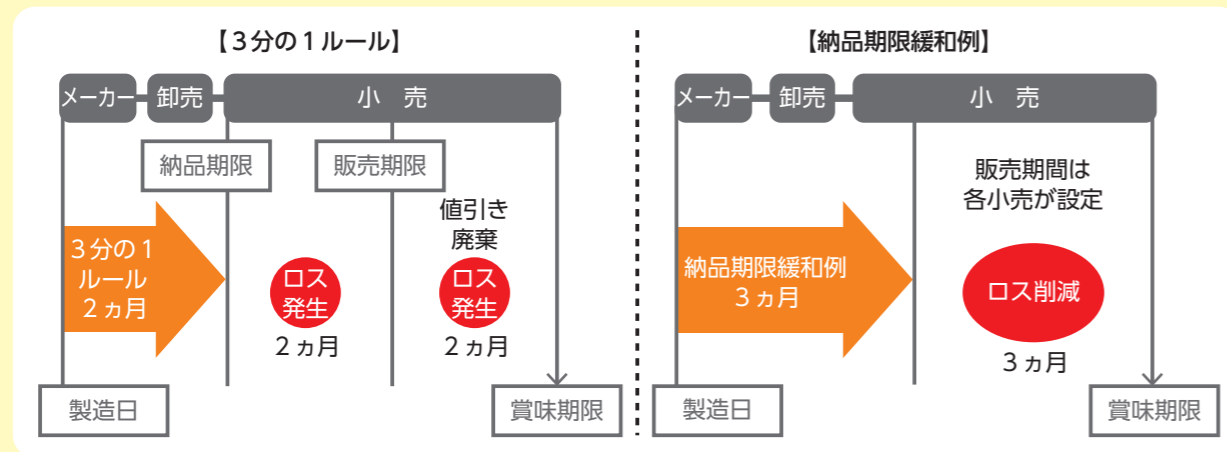 【３分の１ルール】
メーカー 卸売 小　売
納品期限
販売期限
３分の１
ルール
２ヵ月
ロス
発生
２ヵ月
値引き
廃棄
ロス
発生
２ヵ月
製造日
賞味期限
【納品期限緩和例】
メーカー 卸売 小　売
販売期間は
各小売が設定
納品期限緩和例
３ヵ月
ロス削減
３ヵ月
製造日
賞味期限